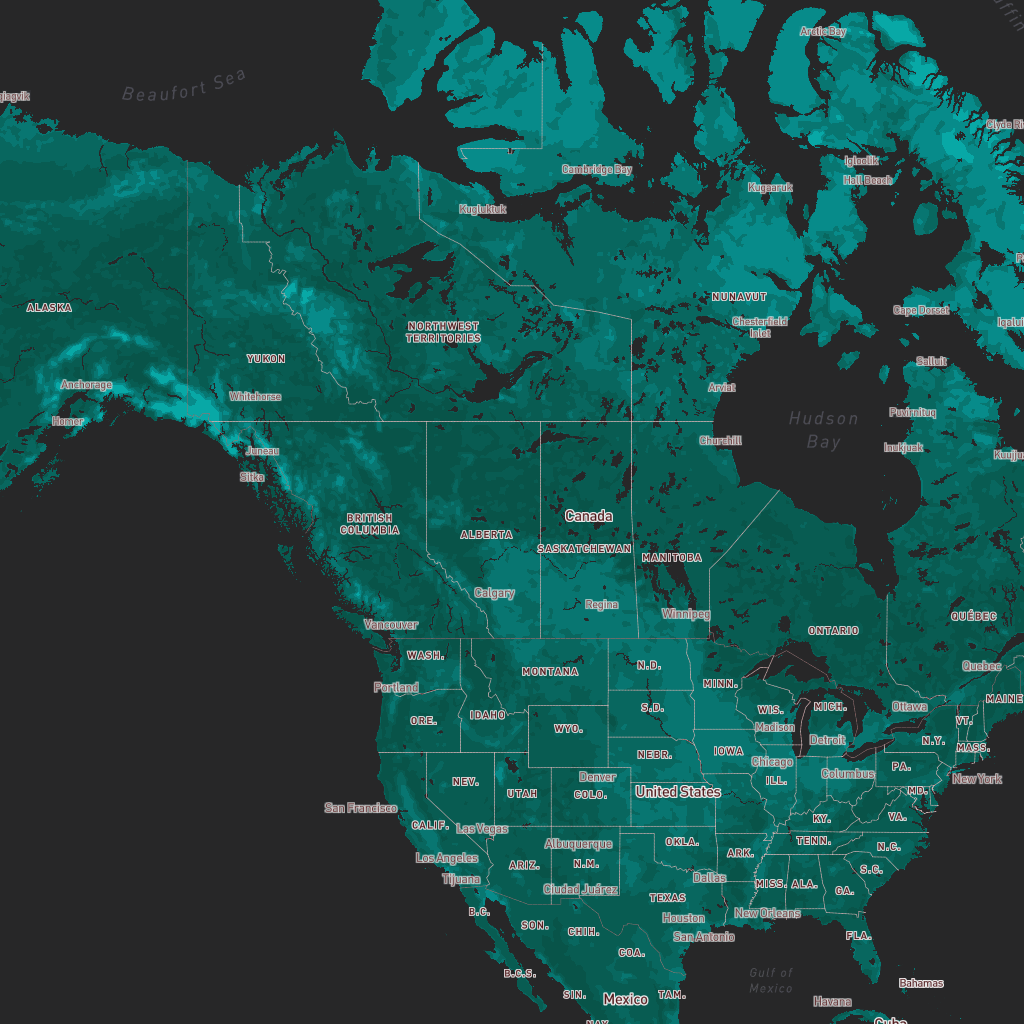 Arctic Bay
Beaufort Sea
Clyde
Igloolik
Cambridge Bay
Hall Beach
Kugaaruk
Kugluktuk
NUNAVUT
ALASKA
Cape Dorset
Chesterfield
Inlet
NORTHWEST
TERRITORIES
YUKON
Salluit
Anchorage
Arviat
Whitehorse
Puvirnituq
Homer
Hudson
Bay
Churchill
Inukjuak
Juneau
Sitka
Canada
BRITISH
COLUMBIA
ALBERTA
SASKATCHEWAN
MANITOBA
Calgary
Regina
Winnipeg
QUÉBEC
Vancouver
ONTARIO
WASH.
N.D.
Quebec
MONTANA
MINN.
Portland
MAINE
S.D.
WIS.
MICH.
Ottawa
IDAHO
ORE.
VT.
WYO.
Madison
Detroit
N.Y.
NEBR.
IOWA
MASS.
Chicago
PA.
Columbus
Denver
New York
NEV.
ILL.
UTAH
COLO.
United States
MD.
San Francisco
KY.
VA.
CALIF.
Las Vegas
OKLA.
TENN.
Albuquerque
N.C.
ARK.
Los Angeles
ARIZ.
N.M.
S.C.
Tijuana
Dallas
MISS.
ALA.
Ciudad Juárez
GA.
TEXAS
B.C.
New Orleans
Houston
SON.
CHIH.
San Antonio
FLA.
COA.
B.C.S.
Gulf of
Mexico
Bahamas
SIN.
Mexico
TAM.
Havana
Cuba